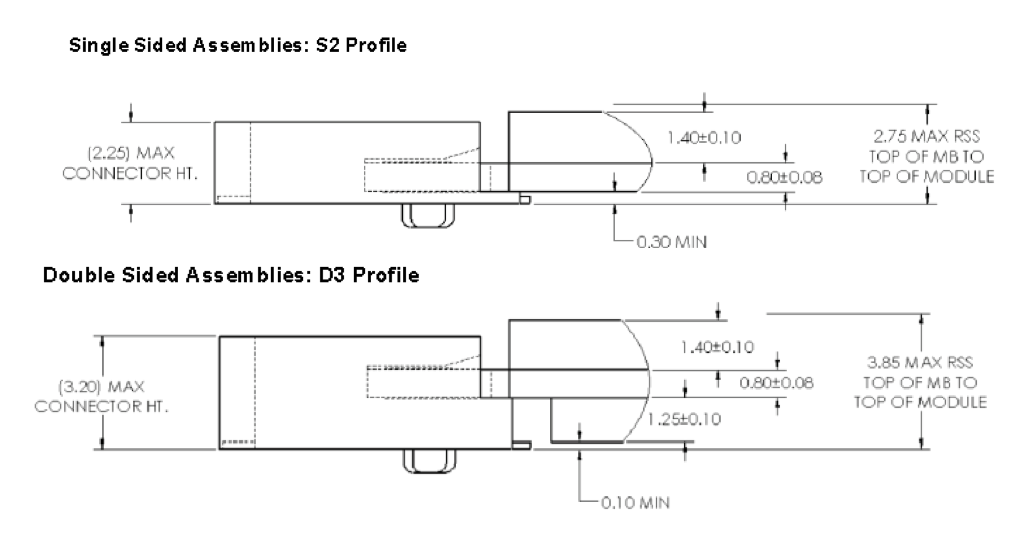 Single Sided Assemblies: S2 Profile
(2.25) MAX
CONNECTOR HT.
1.40±0.10
0.80±0.08
0.30 MIN
2.75 MAX RSS
TOP OF MB TO
TOP OF MODULE
Double Sided Assemblies: D3 Profile
(3.20) MAX
CONNECTOR HT.
1.40±0.10
0.80±0.08
1.25±0.10
0.10 MIN
3.85 MAX RSS
TOP OF MB TO
TOP OF MODULE